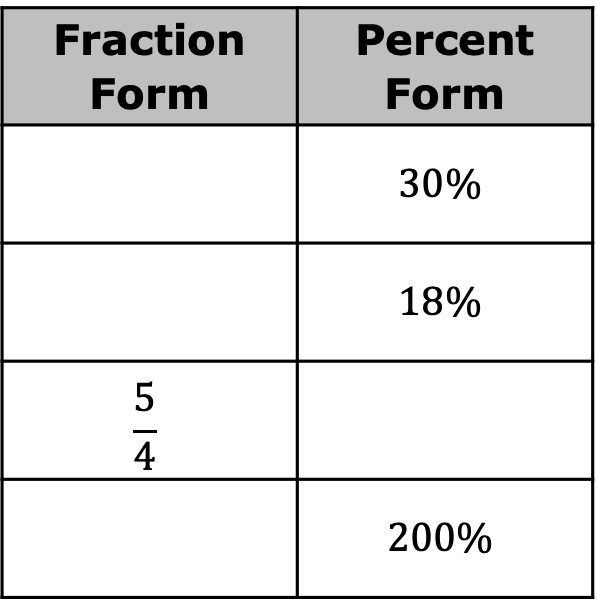 Fraction Form
Percent Form
30%
18%
5/4
200%